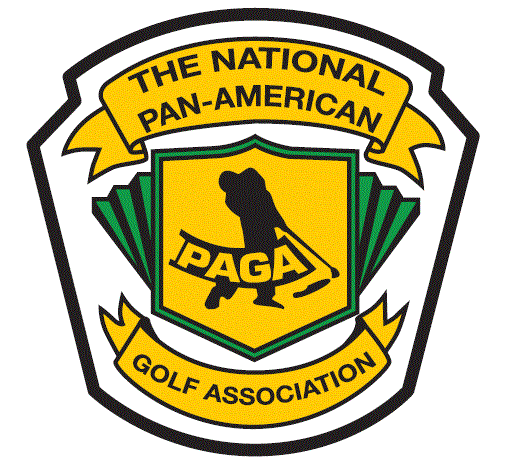 THE NATIONAL
PAN-AMERICAN
PAGA
GOLF ASSOCIATION